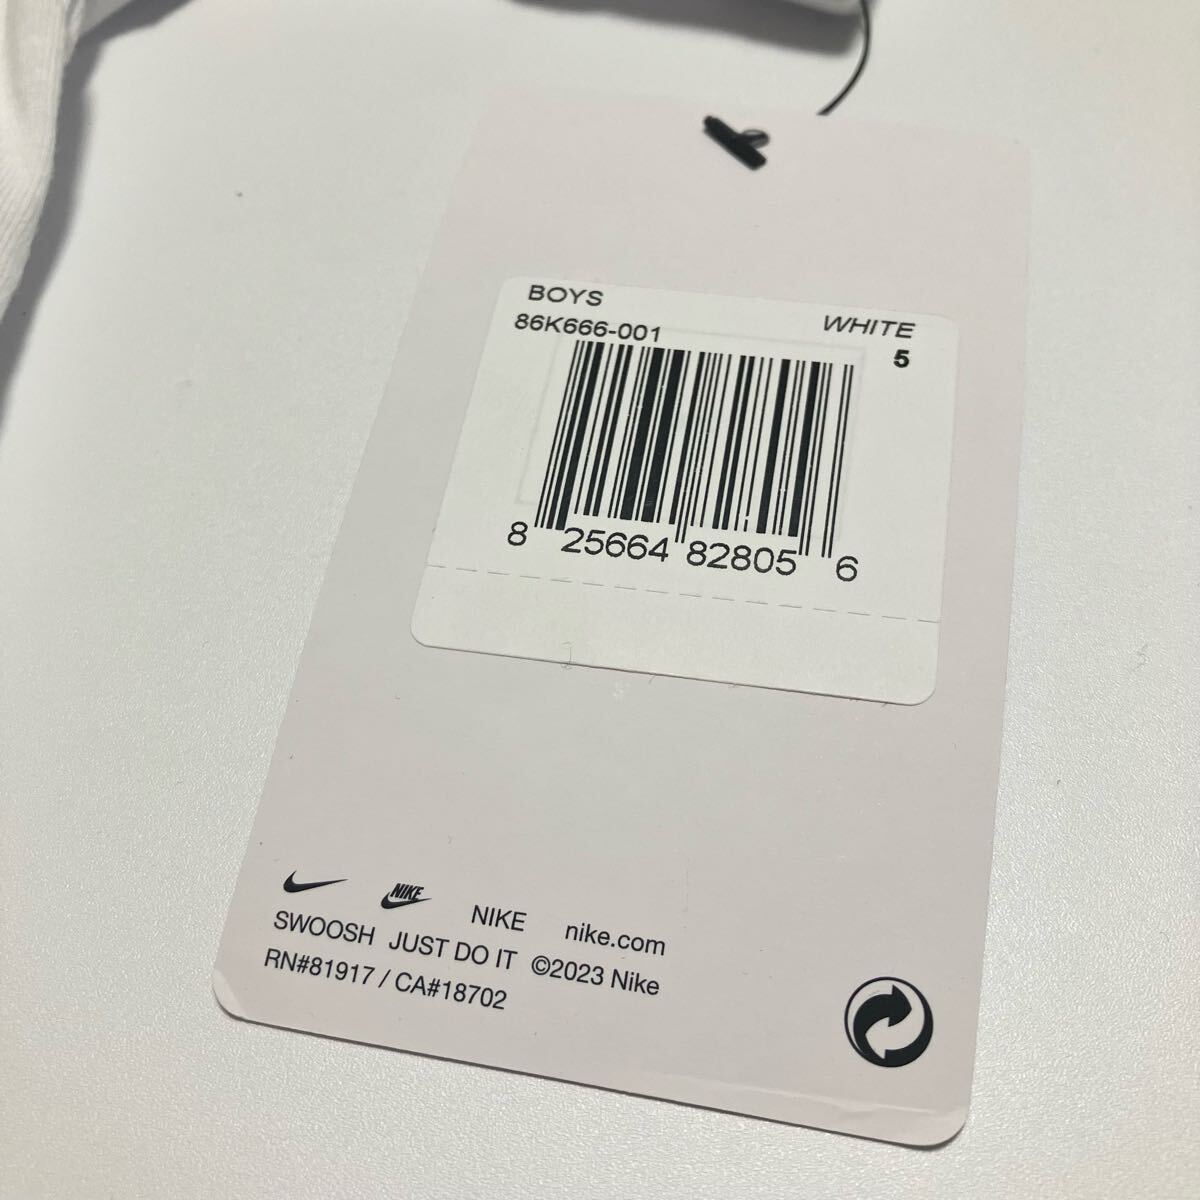 BOYS
86K666-001 WHITE
5
8 25664 82805 6
NIKE NIKE nike.com
SWOOSH JUST DO IT ©2023 Nike
RN#81917 / CA#18702